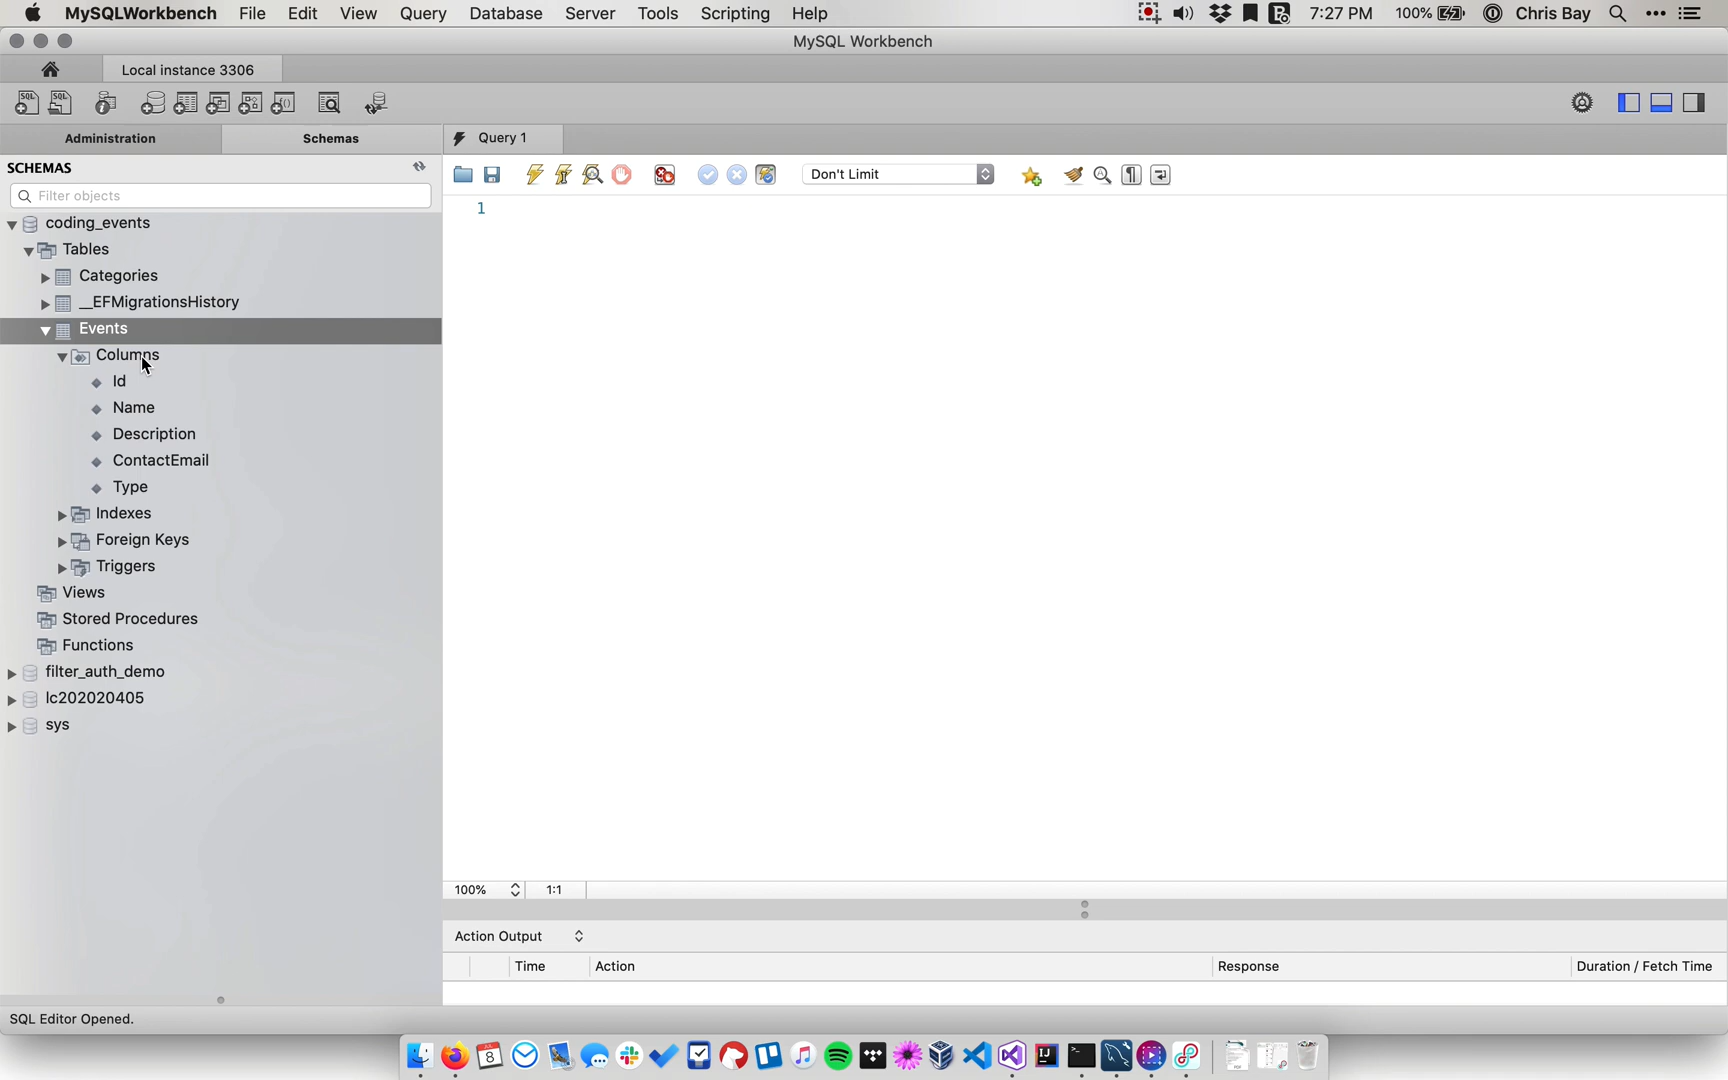 MySQLWorkbench File Edit View Query Database Server Tools Scripting Help 7:27 PM 100% Chris Bay
MySQL Workbench
Local instance 3306
Administration Schemas Query 1
SCHEMAS
Don't Limit
Filter objects
1
coding_events
Tables
Categories
__EFMigrationsHistory
Events
Columns
Id
Name
Description
ContactEmail
Type
Indexes
Foreign Keys
Triggers
Views
Stored Procedures
Functions
filter_auth_demo
lc202020405
sys
100% 1:1
Action Output
Time Action Response Duration / Fetch Time
SQL Editor Opened.